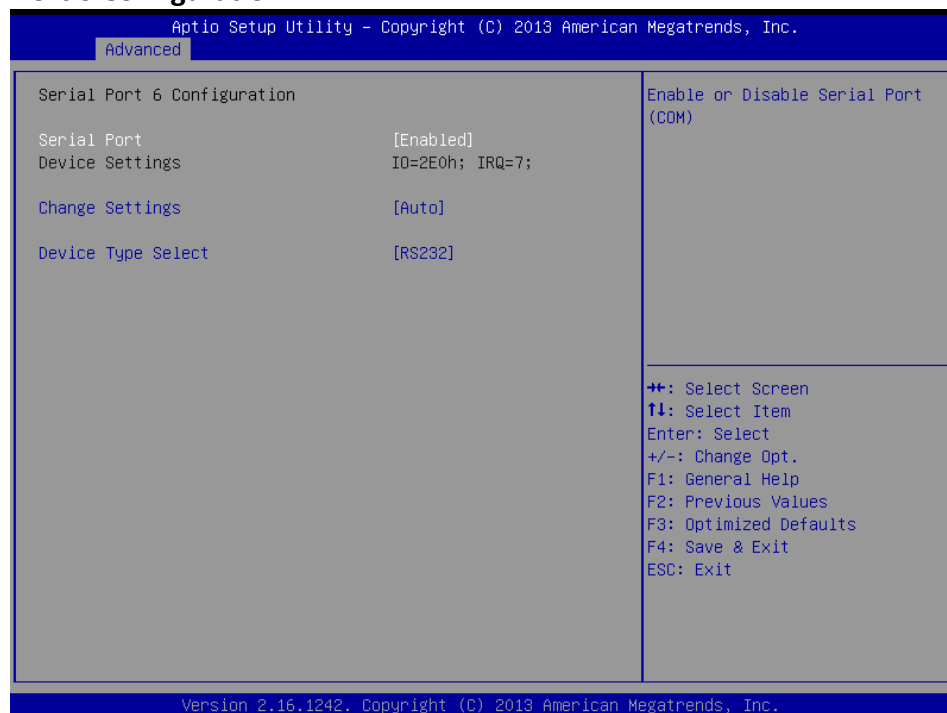 Aptio Setup Utility – Copyright (C) 2013 American Megatrends, Inc.
Advanced
Serial Port 6 Configuration
Serial Port [Enabled]
Device Settings IO=2E0h; IRQ=7;
Change Settings [Auto]
Device Type Select [RS232]
Enable or Disable Serial Port
(COM)
→←: Select Screen
↑↓: Select Item
Enter: Select
+/-: Change Opt.
F1: General Help
F2: Previous Values
F3: Optimized Defaults
F4: Save & Exit
ESC: Exit
Version 2.16.1242. Copyright (C) 2013 American Megatrends, Inc.